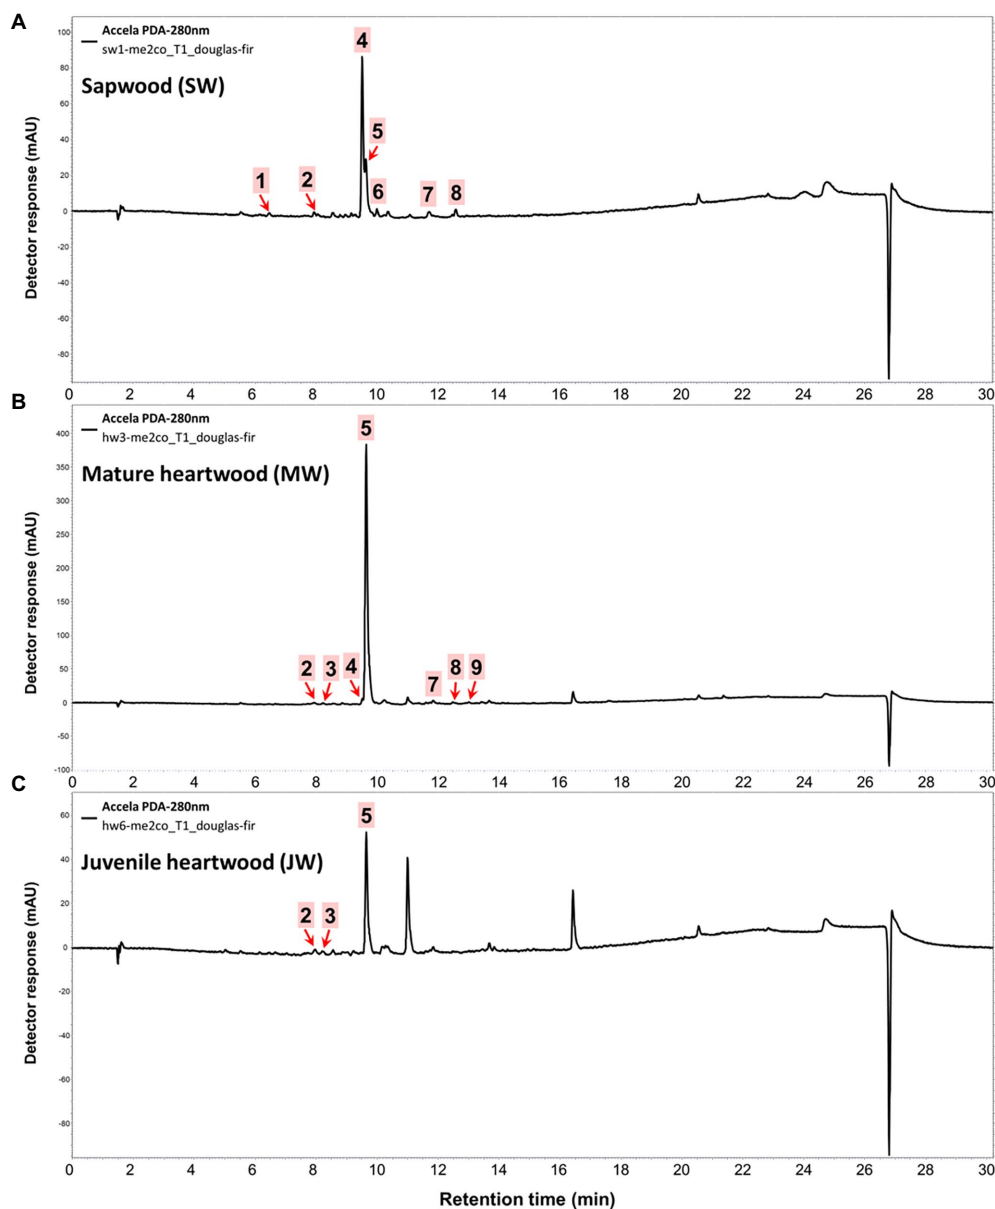 A
Accela PDA-280nm
sw1-me2co_T1_douglas-fir
Sapwood (SW)
Detector response (mAU)
100
80
60
40
20
0
-20
-40
-60
-80
1
2
4
5
6
7
8
0 2 4 6 8 10 12 14 16 18 20 22 24 26 28 30
B
Accela PDA-280nm
hw3-me2co_T1_douglas-fir
Mature heartwood (MW)
Detector response (mAU)
400
350
300
250
200
150
100
50
0
-50
-100
2
3
4
5
7
8
9
0 2 4 6 8 10 12 14 16 18 20 22 24 26 28 30
C
Accela PDA-280nm
hw6-me2co_T1_douglas-fir
Juvenile heartwood (JW)
Detector response (mAU)
60
40
20
0
-20
-40
-60
-80
2
3
5
0 2 4 6 8 10 12 14 16 18 20 22 24 26 28 30
Retention time (min)